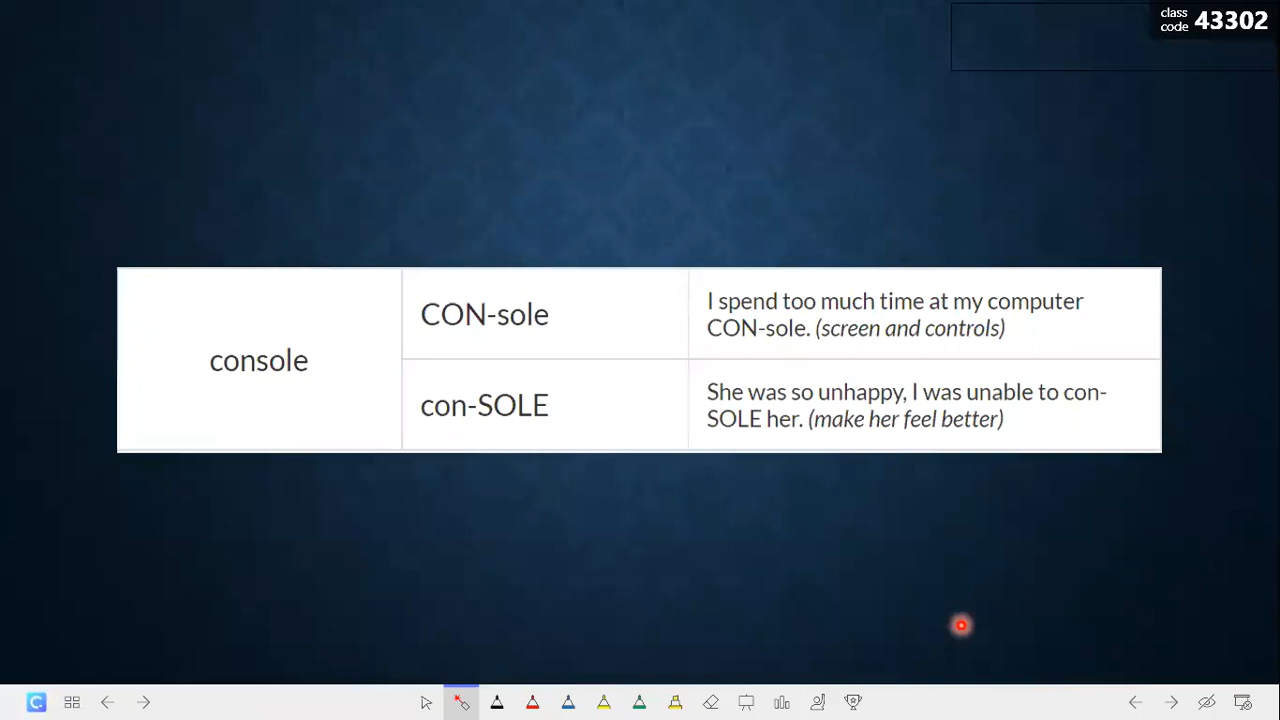 class
code 43302
console
CON-sole
I spend too much time at my computer
CON-sole. (screen and controls)
con-SOLE
She was so unhappy, I was unable to con-
SOLE her. (make her feel better)